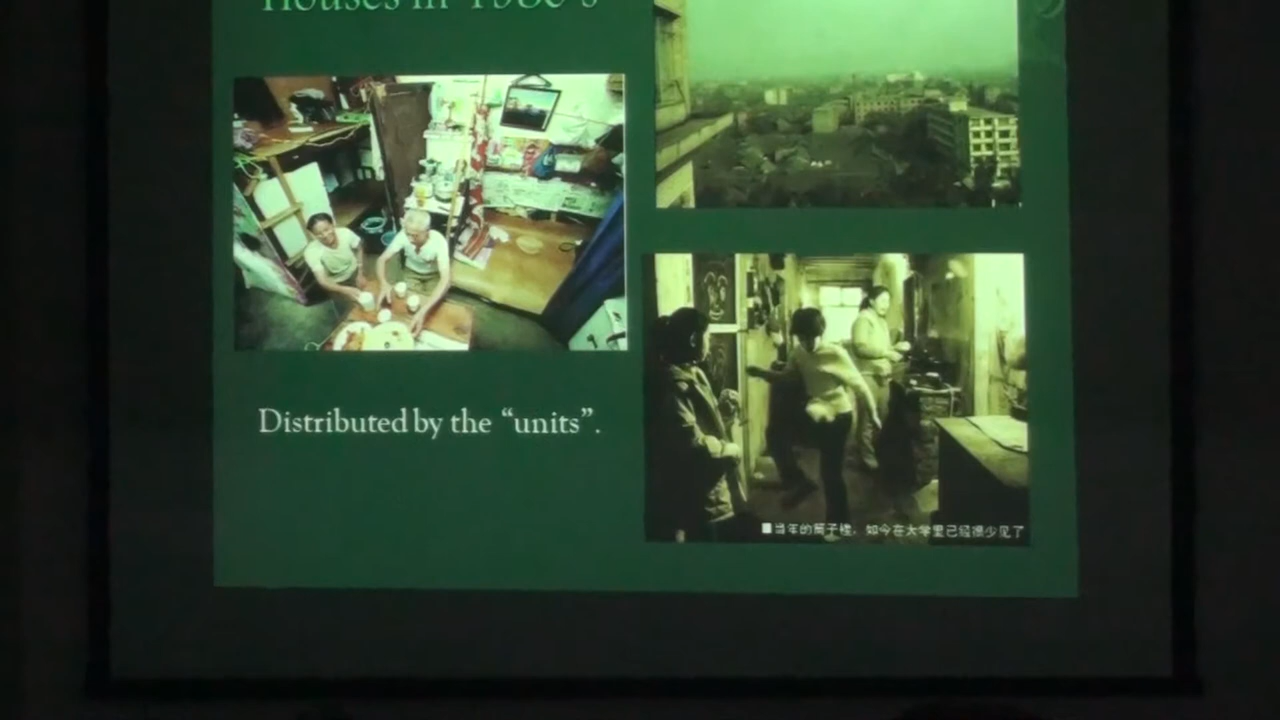 Houses in 1980's
Distributed by the “units”.
■当年的筒子楼，如今在大学里已经很少见了